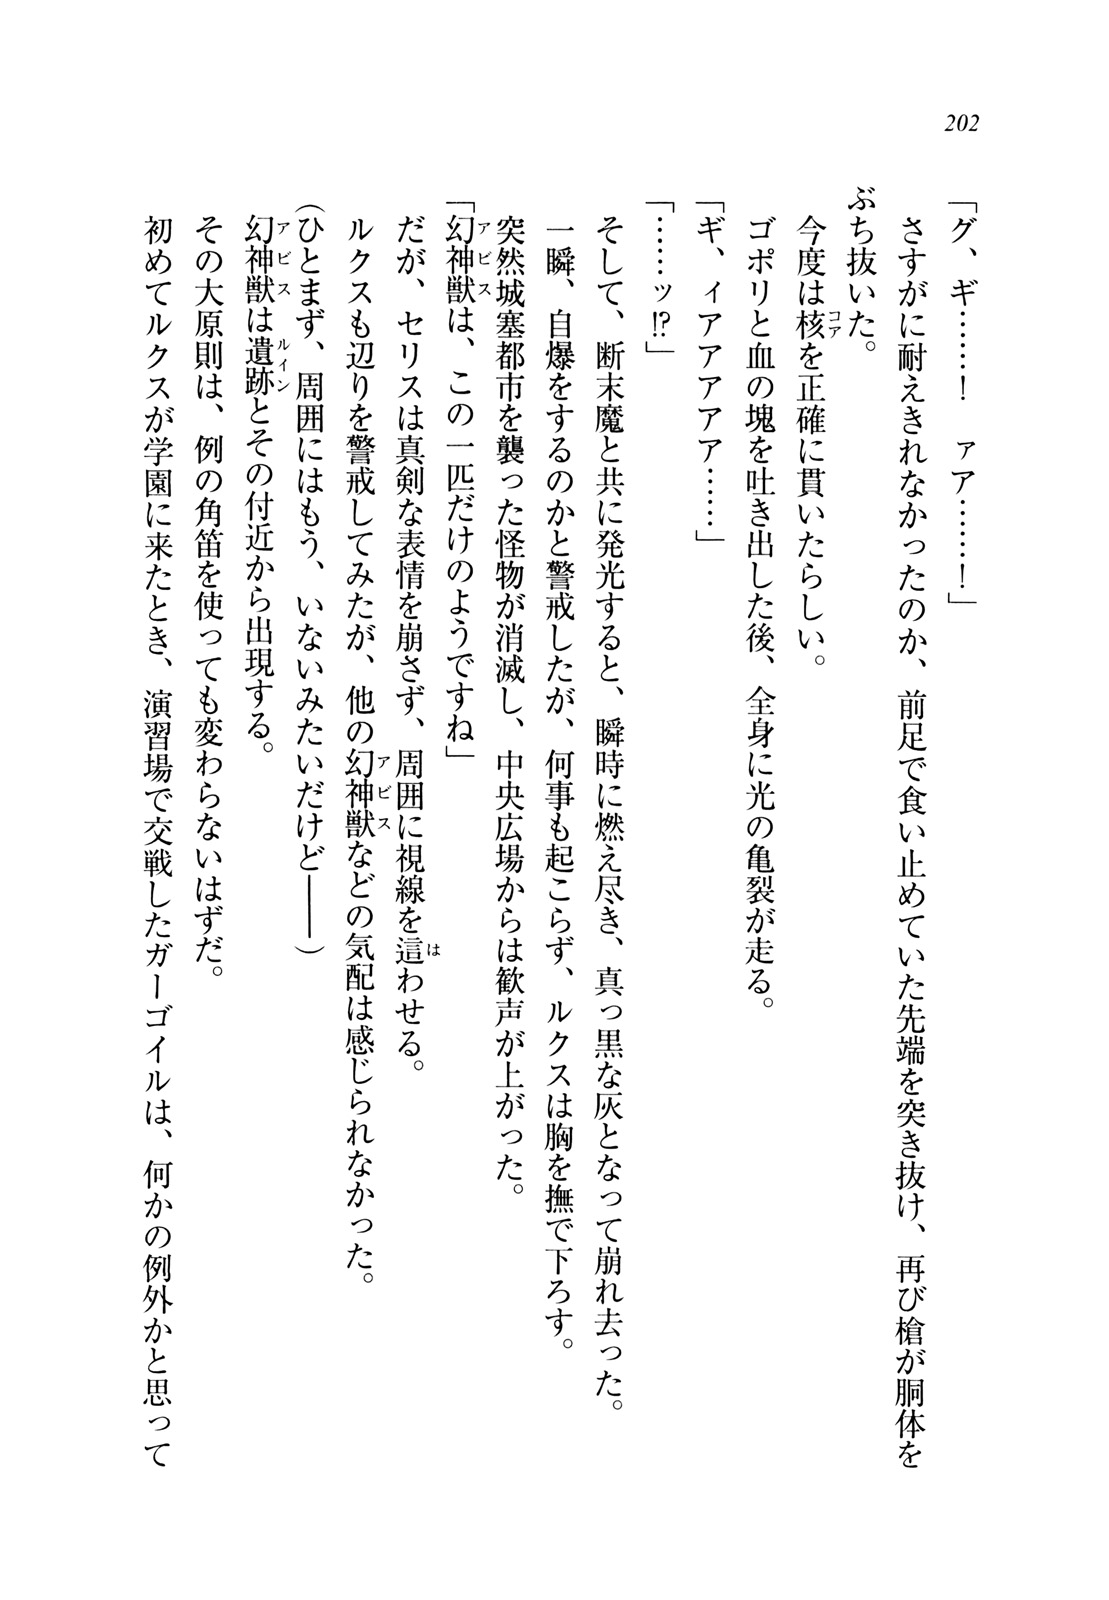 202
「グ、ギ……！　ァア……！」
さすがに耐えきれなかったのか、前足で食い止めていた先端を突き抜け、再び槍が胴体を
ぶち抜いた。
今度は核を正確に貫いたらしい。
ゴポリと血の塊を吐き出した後、全身に光の亀裂が走る。
「ギ、ィアアアアア……」
「……ッ!?」
そして、断末魔と共に発光すると、瞬時に燃え尽き、真っ黒な灰となって崩れ去った。
一瞬、自爆をするのかと警戒したが、何事も起こらず、ルクスは胸を撫で下ろす。
突然城塞都市を襲った怪物が消滅し、中央広場からは歓声が上がった。
「幻神獣は、この一匹だけのようですね」
だが、セリスは真剣な表情を崩さず、周囲に視線を這わせる。
ルクスも辺りを警戒してみたが、他の幻神獣などの気配は感じられなかった。
（ひとまず、周囲にはもう、いないみたいだけど――）
幻神獣は遺跡とその付近から出現する。
その大原則は、例の角笛を使っても変わらないはずだ。
初めてルクスが学園に来たとき、演習場で交戦したガーゴイルは、何かの例外かと思って